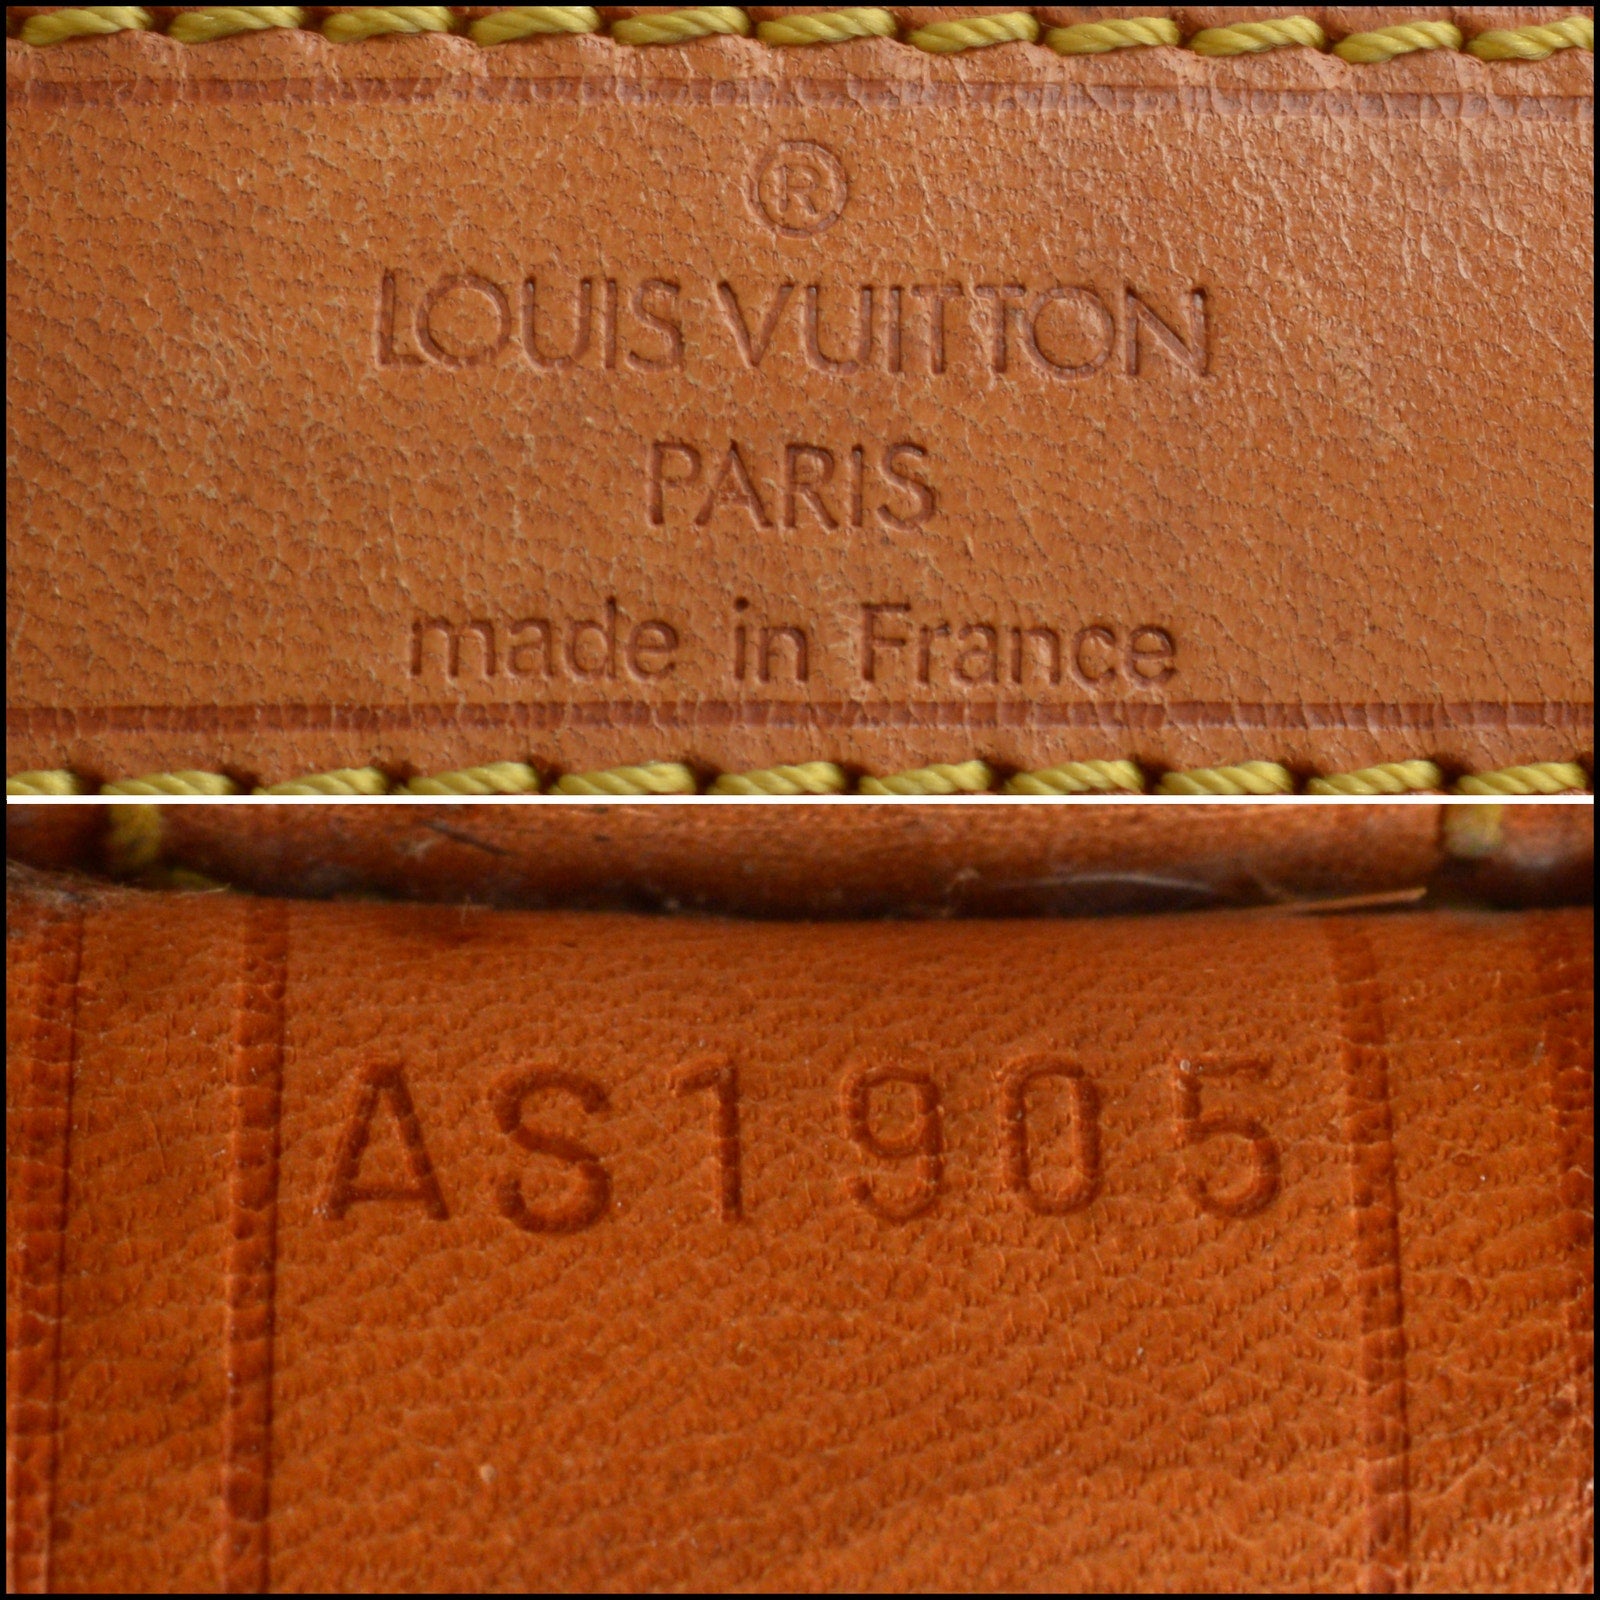 ®
LOUIS VUITTON
PARIS
made in France
AS1905